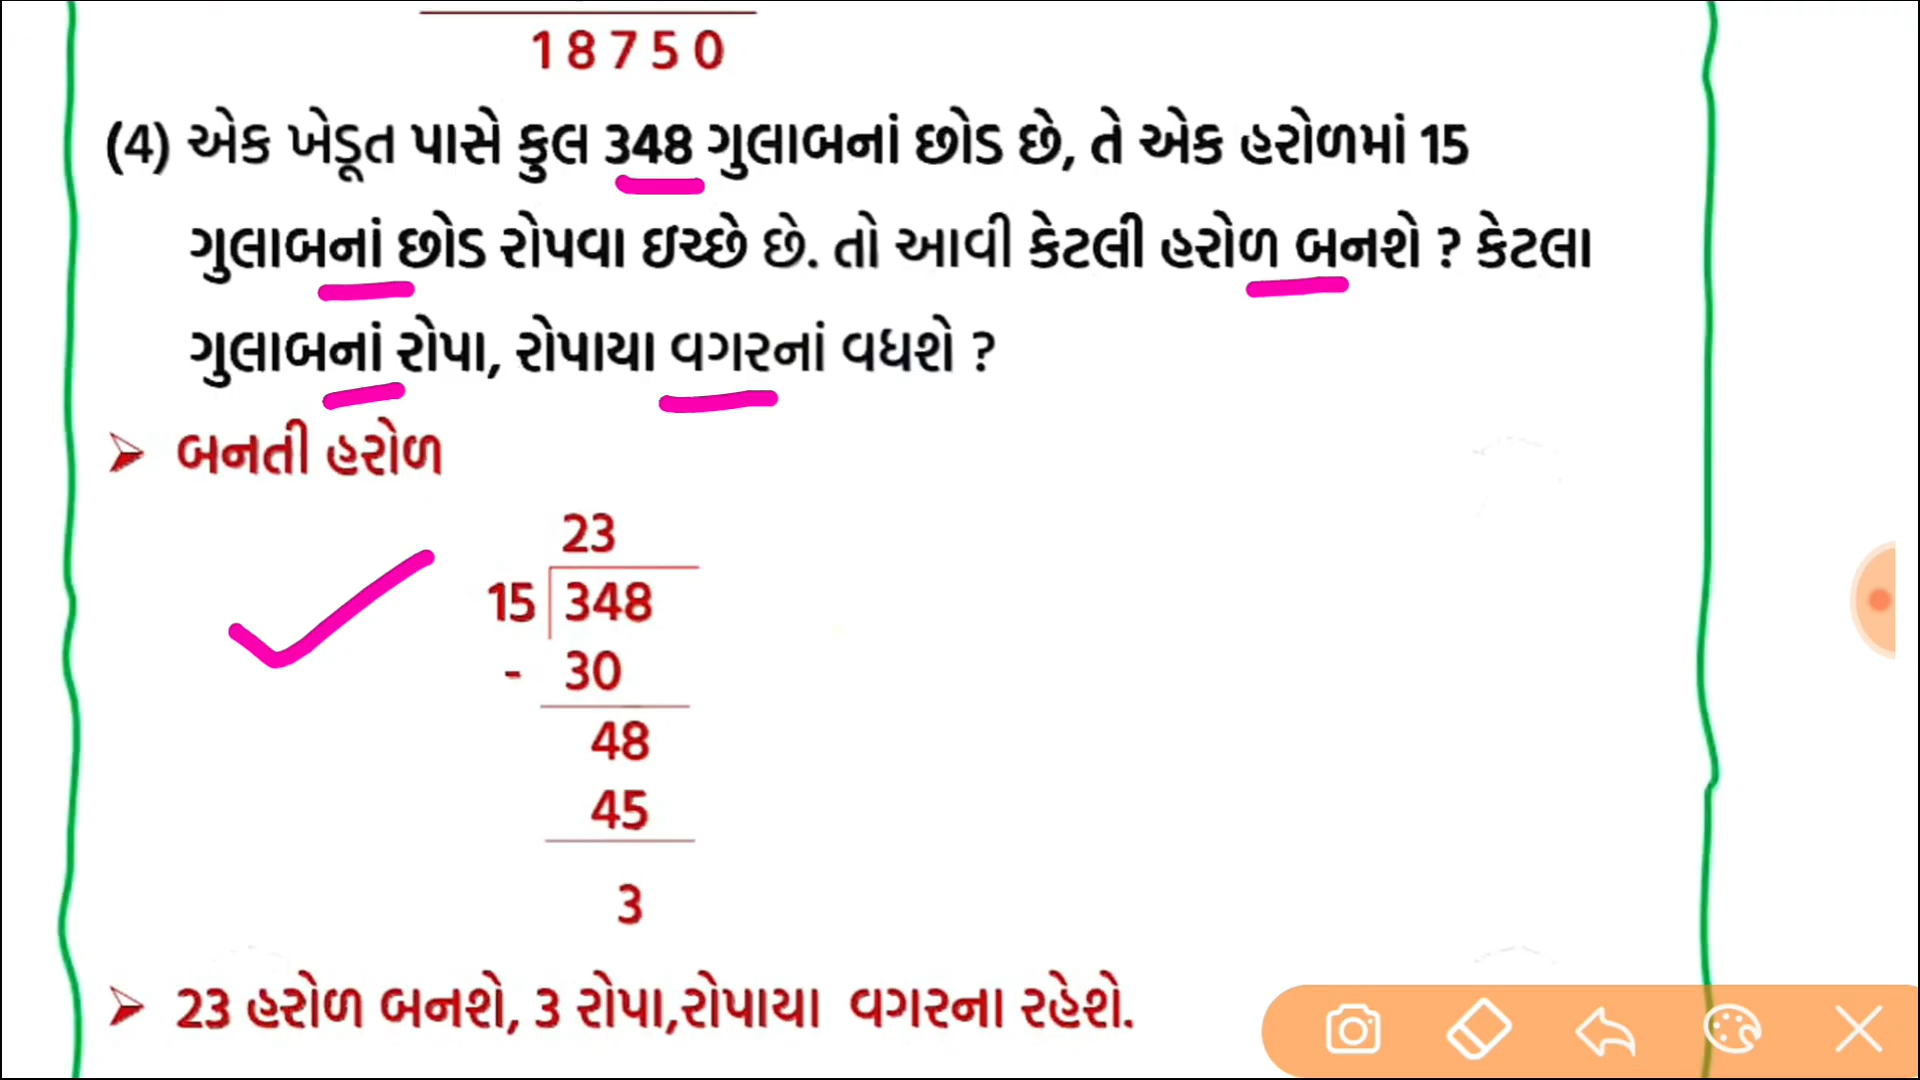 18750
(4) એક ખેડૂત પાસે કુલ 348 ગુલાબનાં છોડ છે, તે એક હરોળમાં 15
ગુલાબનાં છોડ રોપવા ઇચ્છે છે. તો આવી કેટલી હરોળ બનશે ? કેટલા
ગુલાબનાં રોપા, રોપાયા વગરનાં વધશે ?
➢ બનતી હરોળ
23
15 348
- 30
48
45
3
➢ 23 હરોળ બનશે, 3 રોપા,રોપાયા વગરના રહેશે.